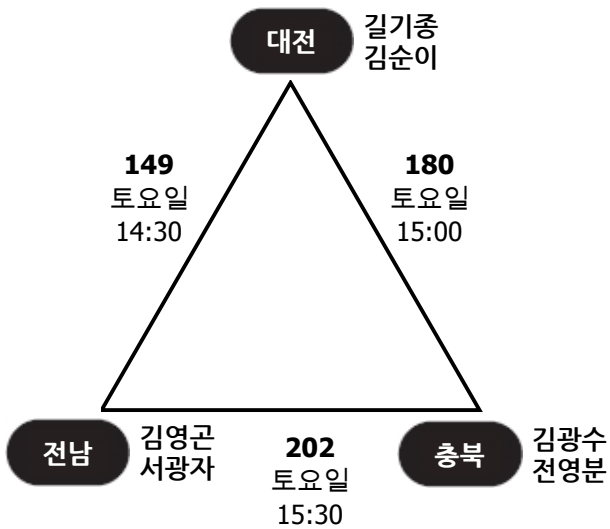 대전
길기종
김순이
149
토요일
14:30
180
토요일
15:00
전남
김영곤
서광자
202
토요일
15:30
충북
김광수
전영분